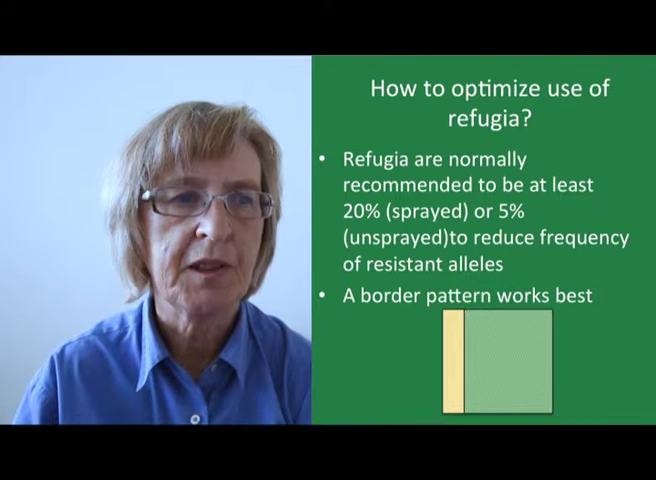 How to optimize use of
refugia?
• Refugia are normally
recommended to be at least
20% (sprayed) or 5%
(unsprayed)to reduce frequency
of resistant alleles
• A border pattern works best